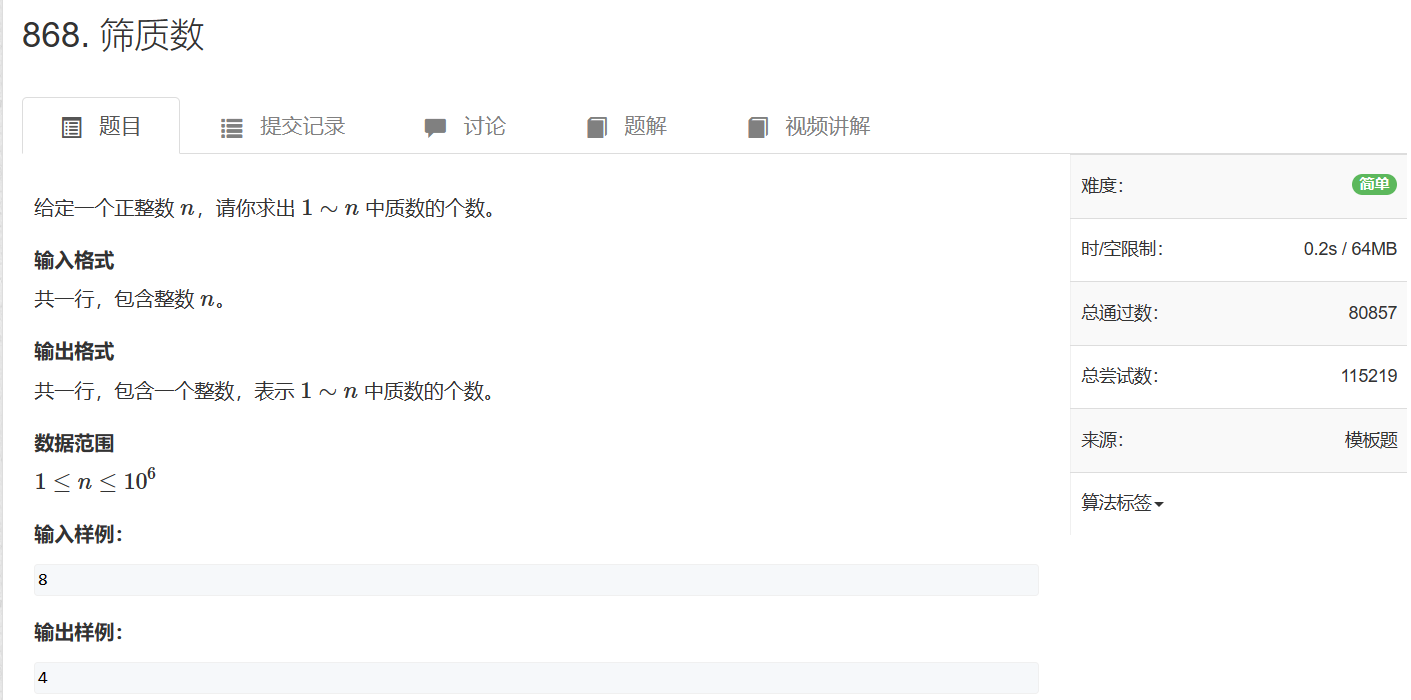 868. 筛质数
题目 提交记录 讨论 题解 视频讲解
给定一个正整数 n，请你求出 1 ∼ n 中质数的个数。
输入格式
共一行，包含整数 n。
输出格式
共一行，包含一个整数，表示 1 ∼ n 中质数的个数。
数据范围
1 ≤ n ≤ 10⁶
输入样例：
8
输出样例：
4
难度： 简单
时/空限制： 0.2s / 64MB
总通过数： 80857
总尝试数： 115219
来源： 模板题
算法标签